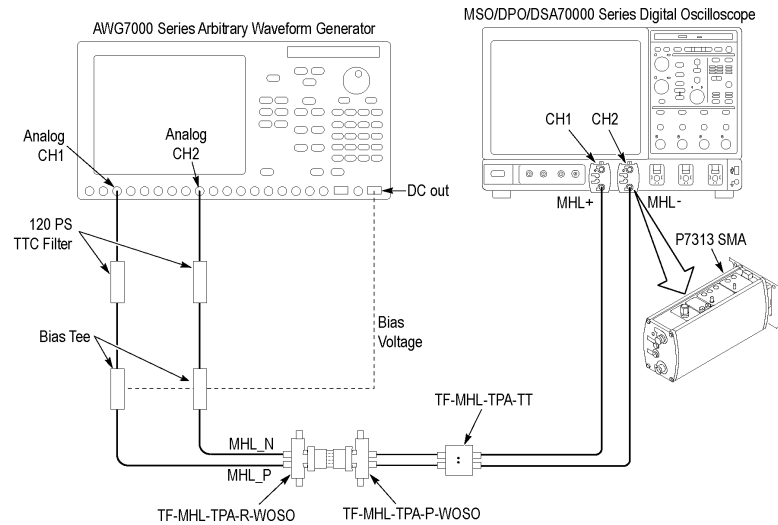 MSO/DPO/DSA70000 Series Digital Oscilloscope
AWG7000 Series Arbitrary Waveform Generator
Analog
CH1
Analog
CH2
CH1
CH2
DC out
MHL+
MHL-
120 PS
TTC Filter
P7313 SMA
Bias Tee
Bias
Voltage
TF-MHL-TPA-TT
MHL_N
MHL_P
TF-MHL-TPA-R-WOSO
TF-MHL-TPA-P-WOSO